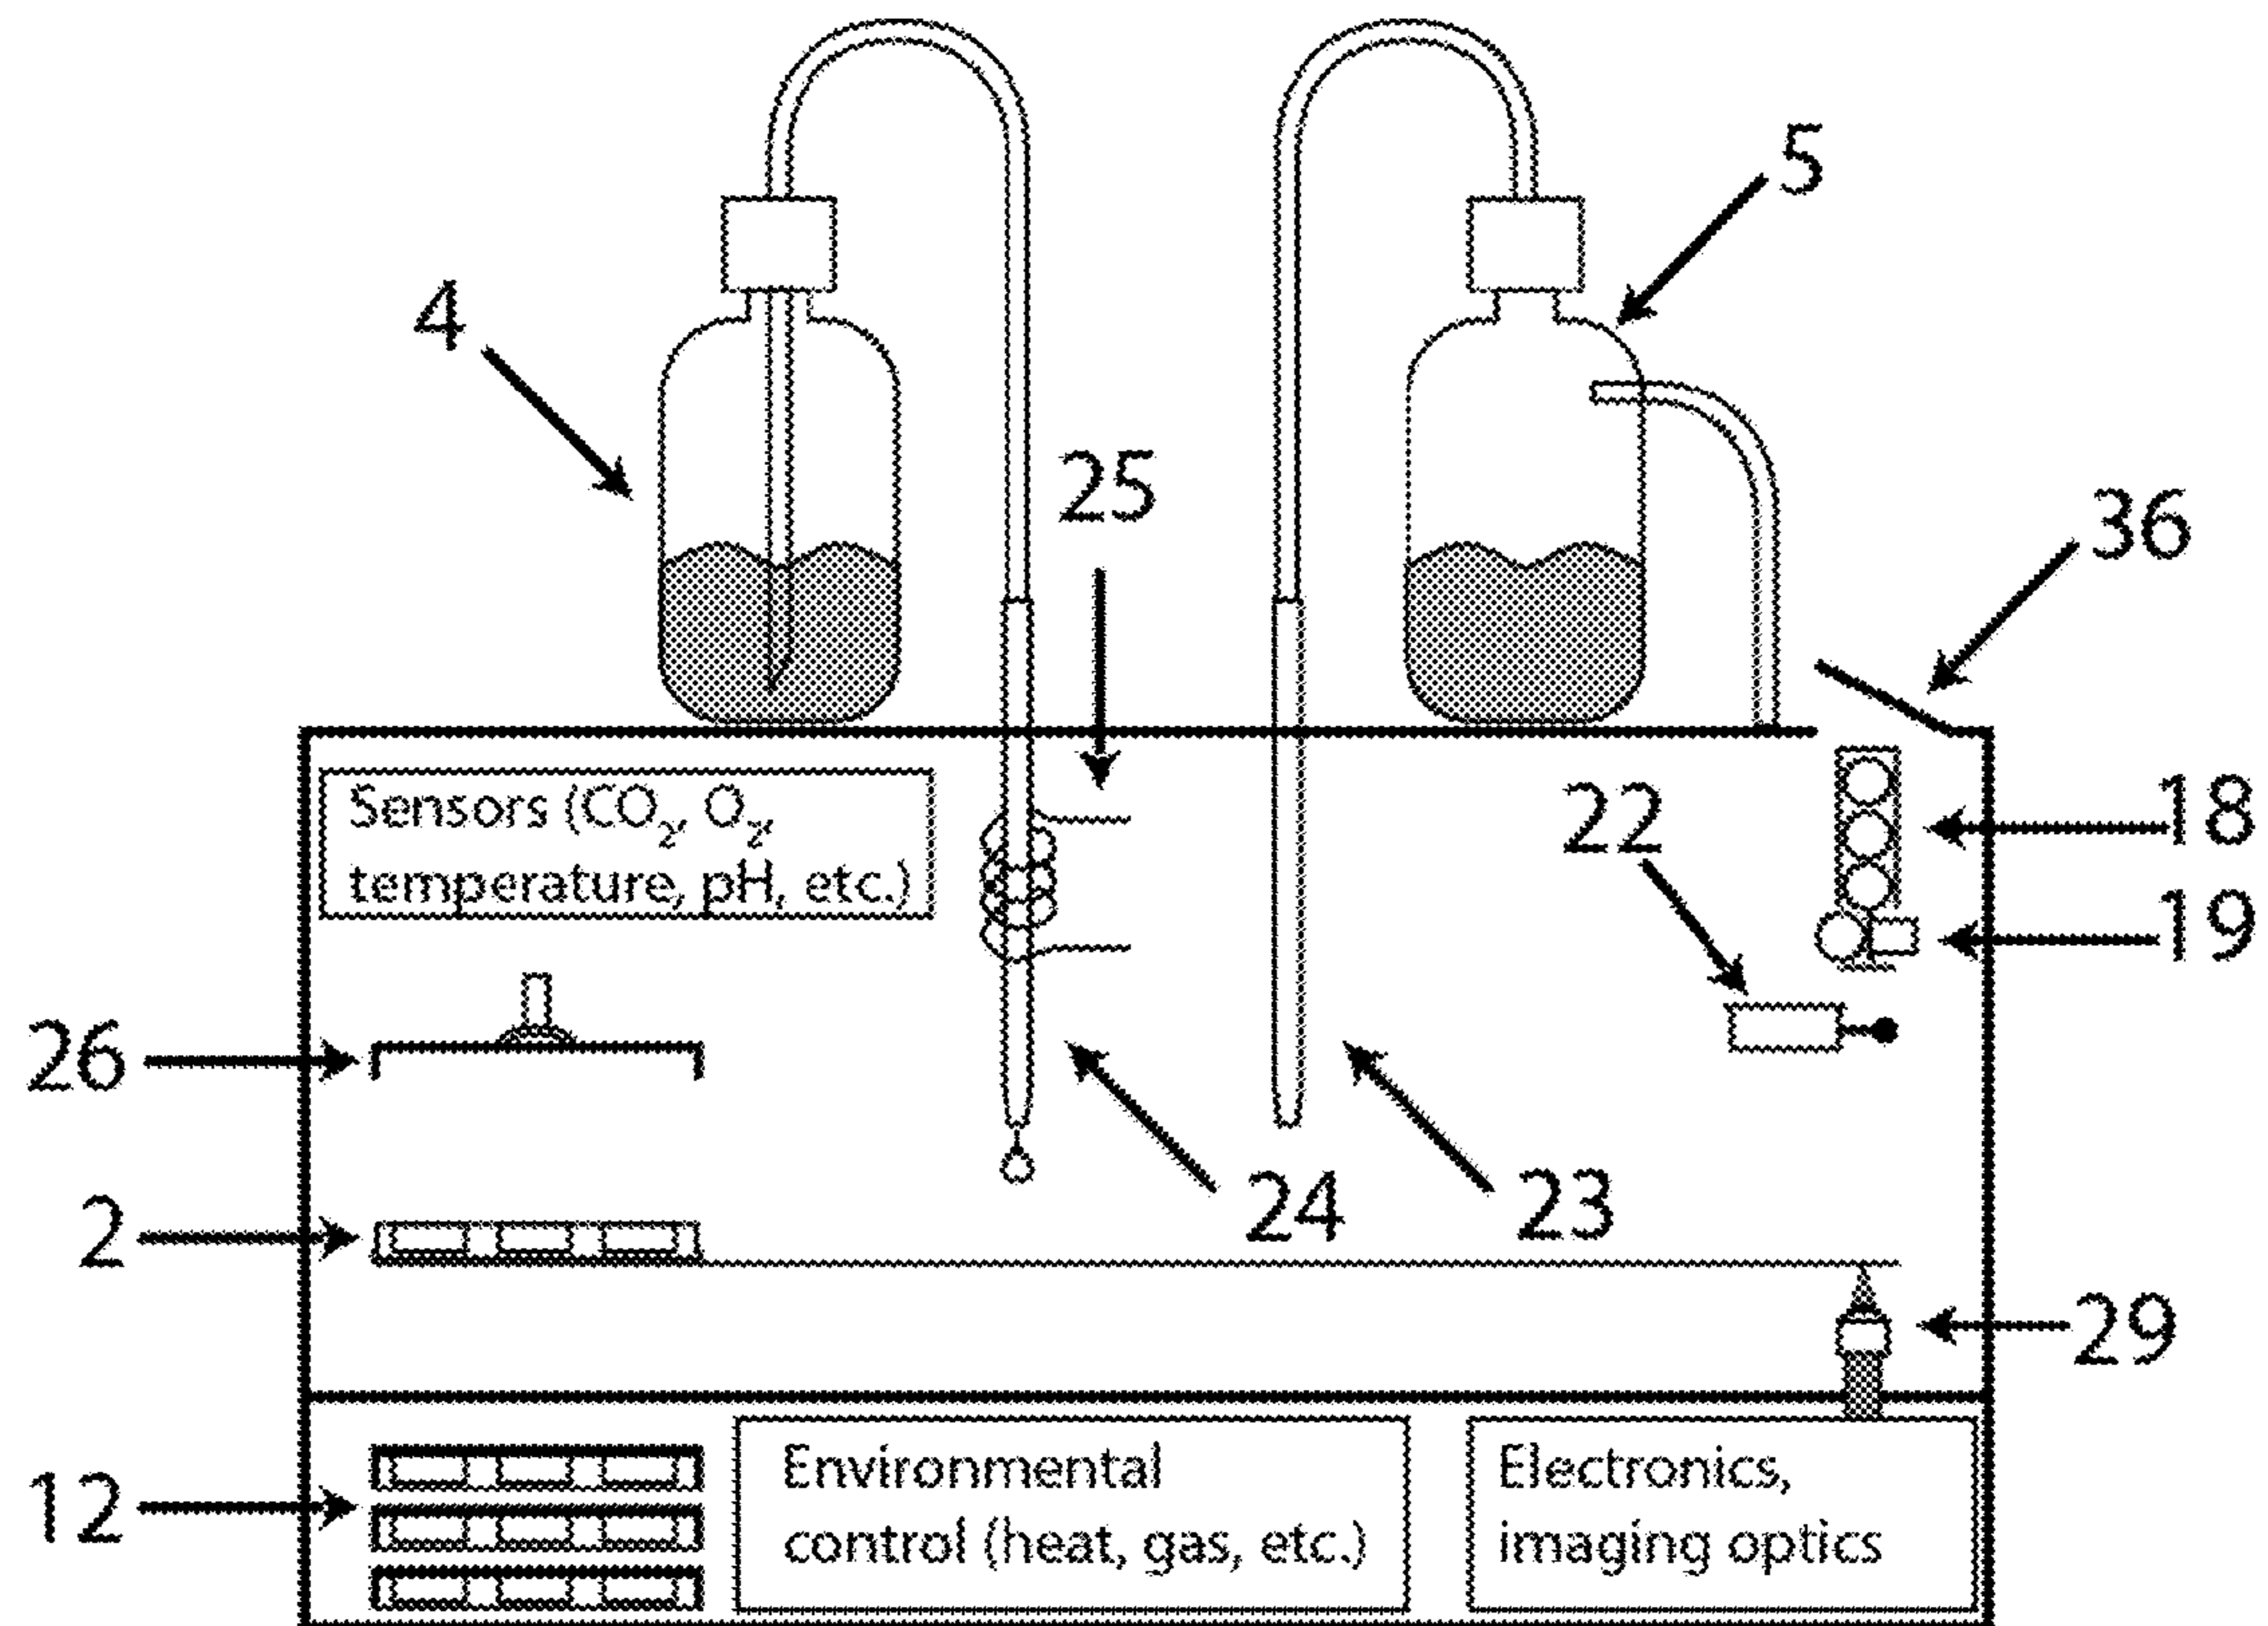 5
4
25
36
Sensors (CO₂, O₂,
temperature, pH, etc.)
22
18
19
26
24
23
2
29
12
Environmental
control (heat, gas, etc.)
Electronics,
imaging optics